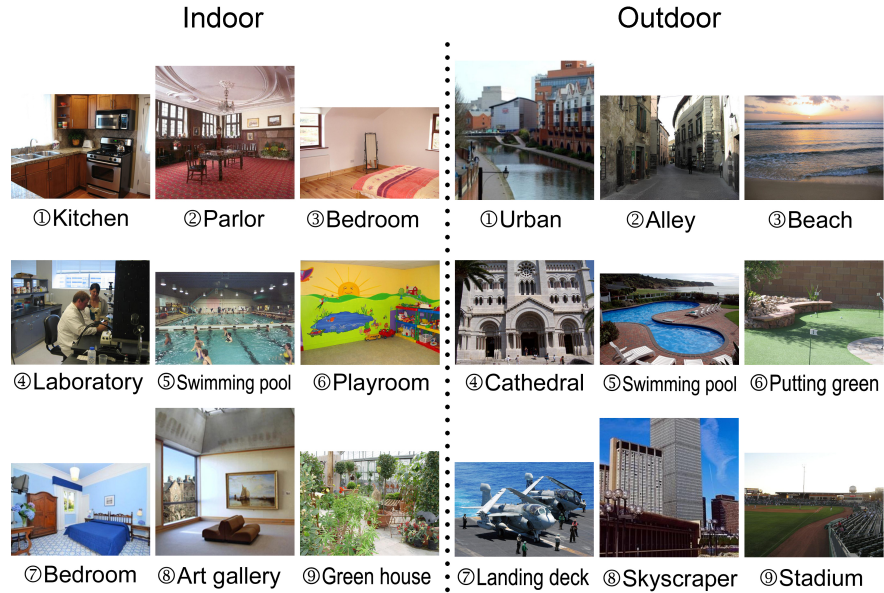 Indoor Outdoor
①Kitchen ②Parlor ③Bedroom ①Urban ②Alley ③Beach
④Laboratory ⑤Swimming pool ⑥Playroom ④Cathedral ⑤Swimming pool ⑥Putting green
⑦Bedroom ⑧Art gallery ⑨Green house ⑦Landing deck ⑧Skyscraper ⑨Stadium